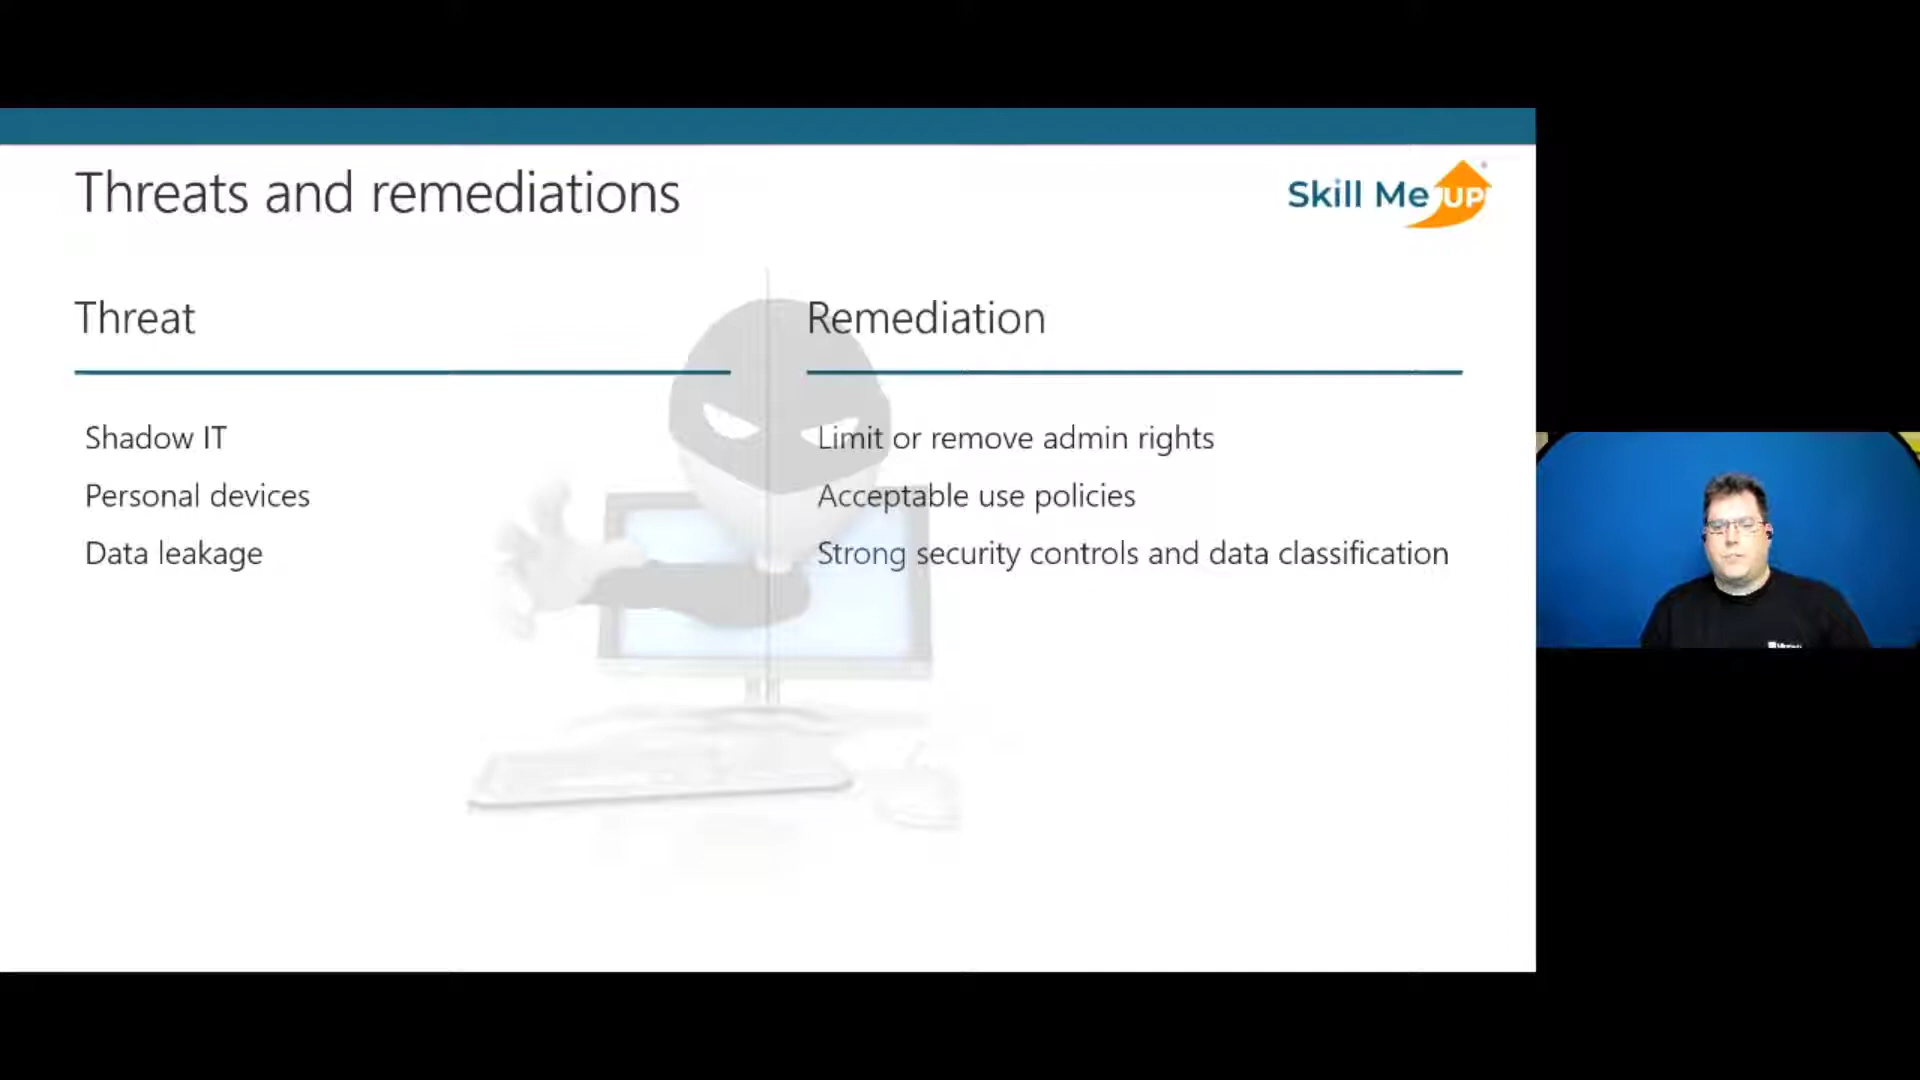 Threats and remediations
Skill Me UP
Threat
Remediation
Shadow IT
Limit or remove admin rights
Personal devices
Acceptable use policies
Data leakage
Strong security controls and data classification